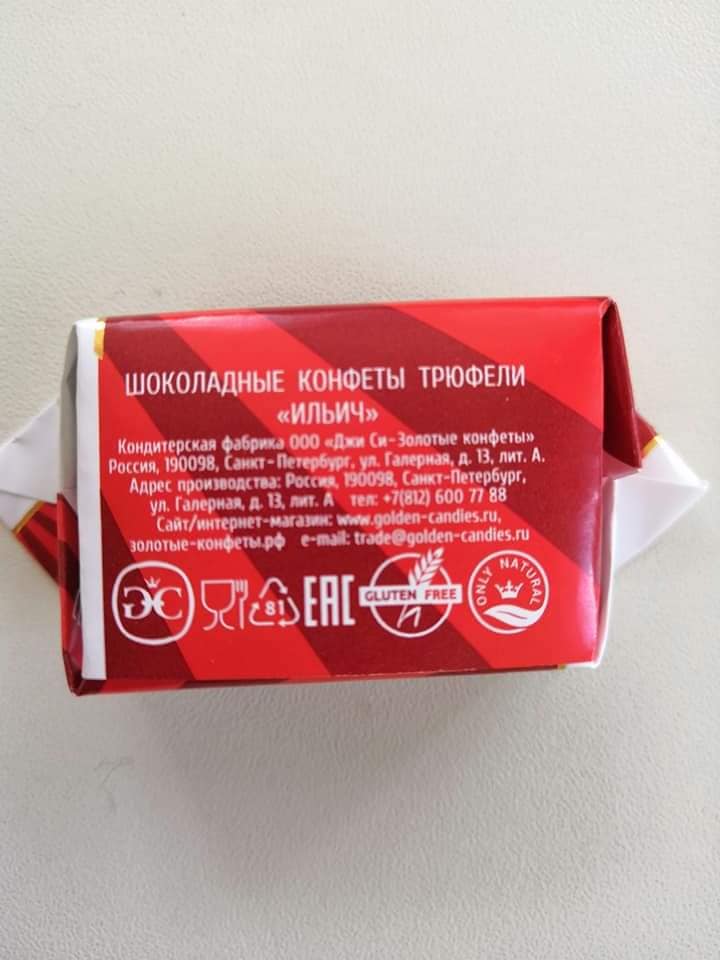 ШОКОЛАДНЫЕ КОНФЕТЫ ТРЮФЕЛИ
«ИЛЬИЧ»
Кондитерская фабрика ООО «Джи Си-Золотые конфеты»
Россия, 190098, Санкт-Петербург, ул. Галерная, д. 13, лит. А.
Адрес производства: Россия, 190098, Санкт-Петербург,
ул. Галерная, д. 13, лит. А тел: +7(812) 600 77 88
Сайт/интернет-магазин: www.golden-candies.ru,
золотые-конфеты.рф e-mail: trade@golden-candies.ru
81
EAC
GLUTEN FREE
ONLY NATURAL